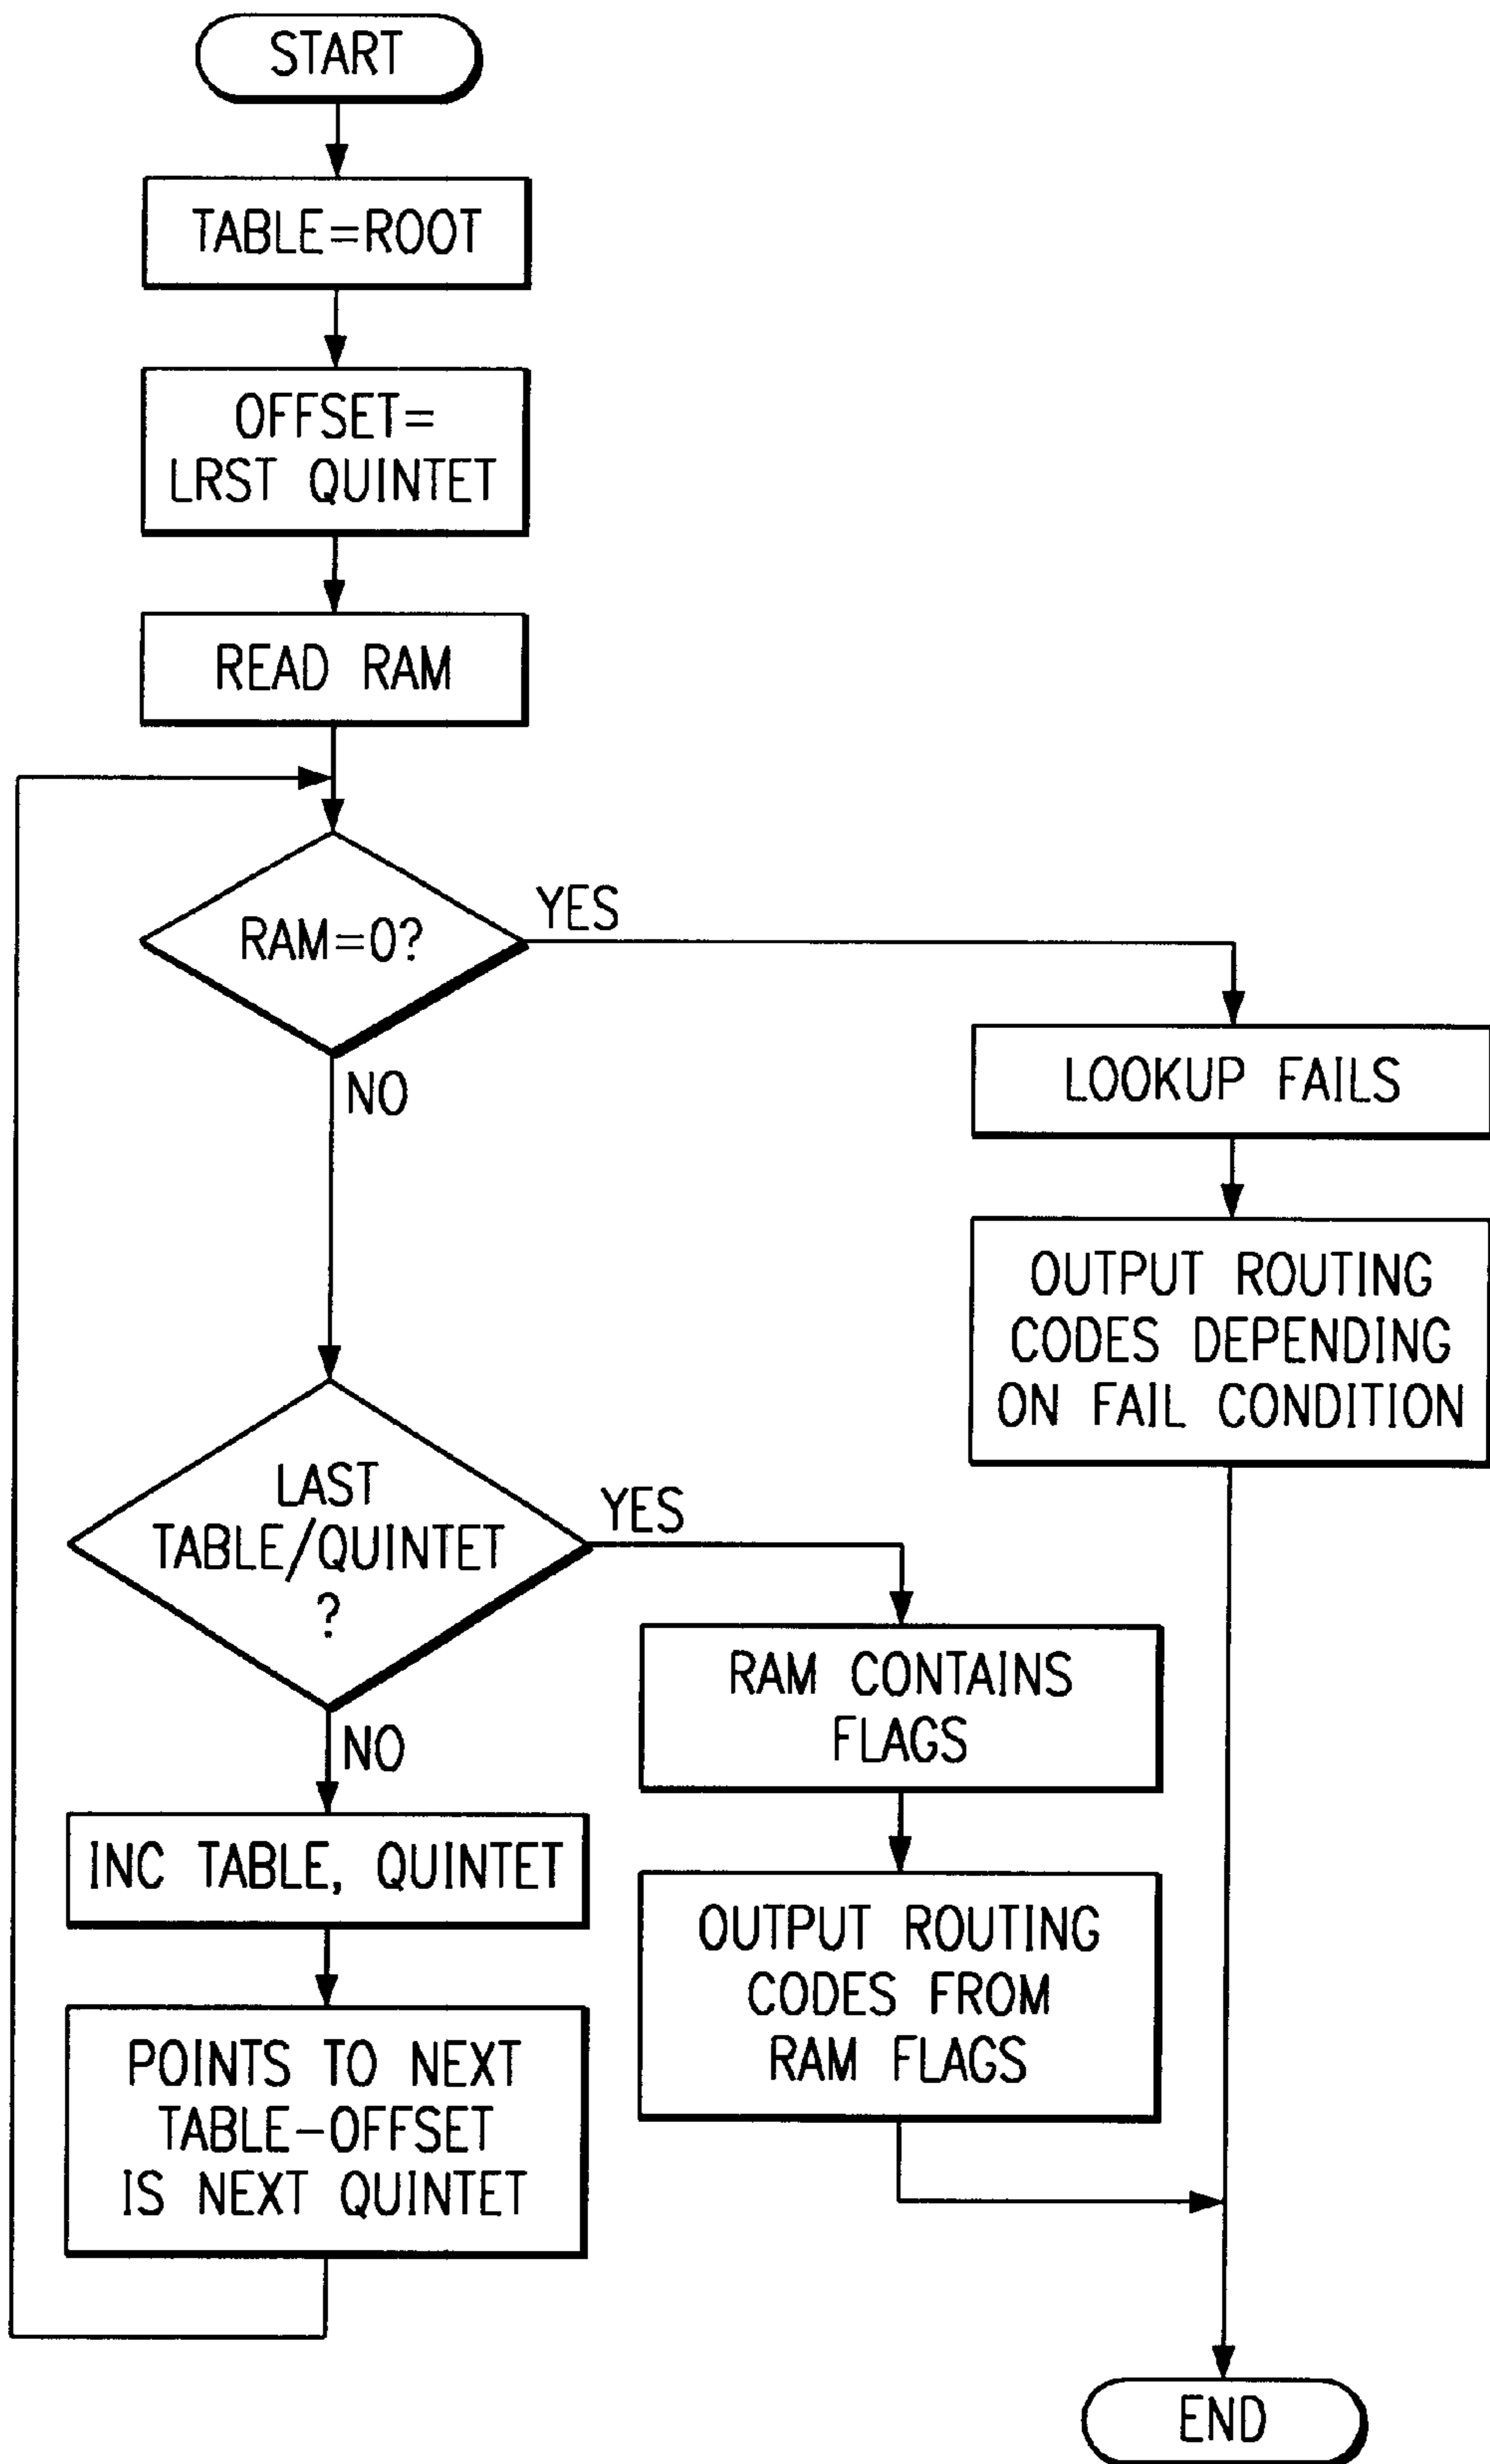 START
TABLE=ROOT
OFFSET=
LRST QUINTET
READ RAM
RAM=0?
YES
NO
LOOKUP FAILS
OUTPUT ROUTING
CODES DEPENDING
ON FAIL CONDITION
LAST
TABLE/QUINTET
?
YES
NO
RAM CONTAINS
FLAGS
INC TABLE, QUINTET
OUTPUT ROUTING
CODES FROM
RAM FLAGS
POINTS TO NEXT
TABLE-OFFSET
IS NEXT QUINTET
END